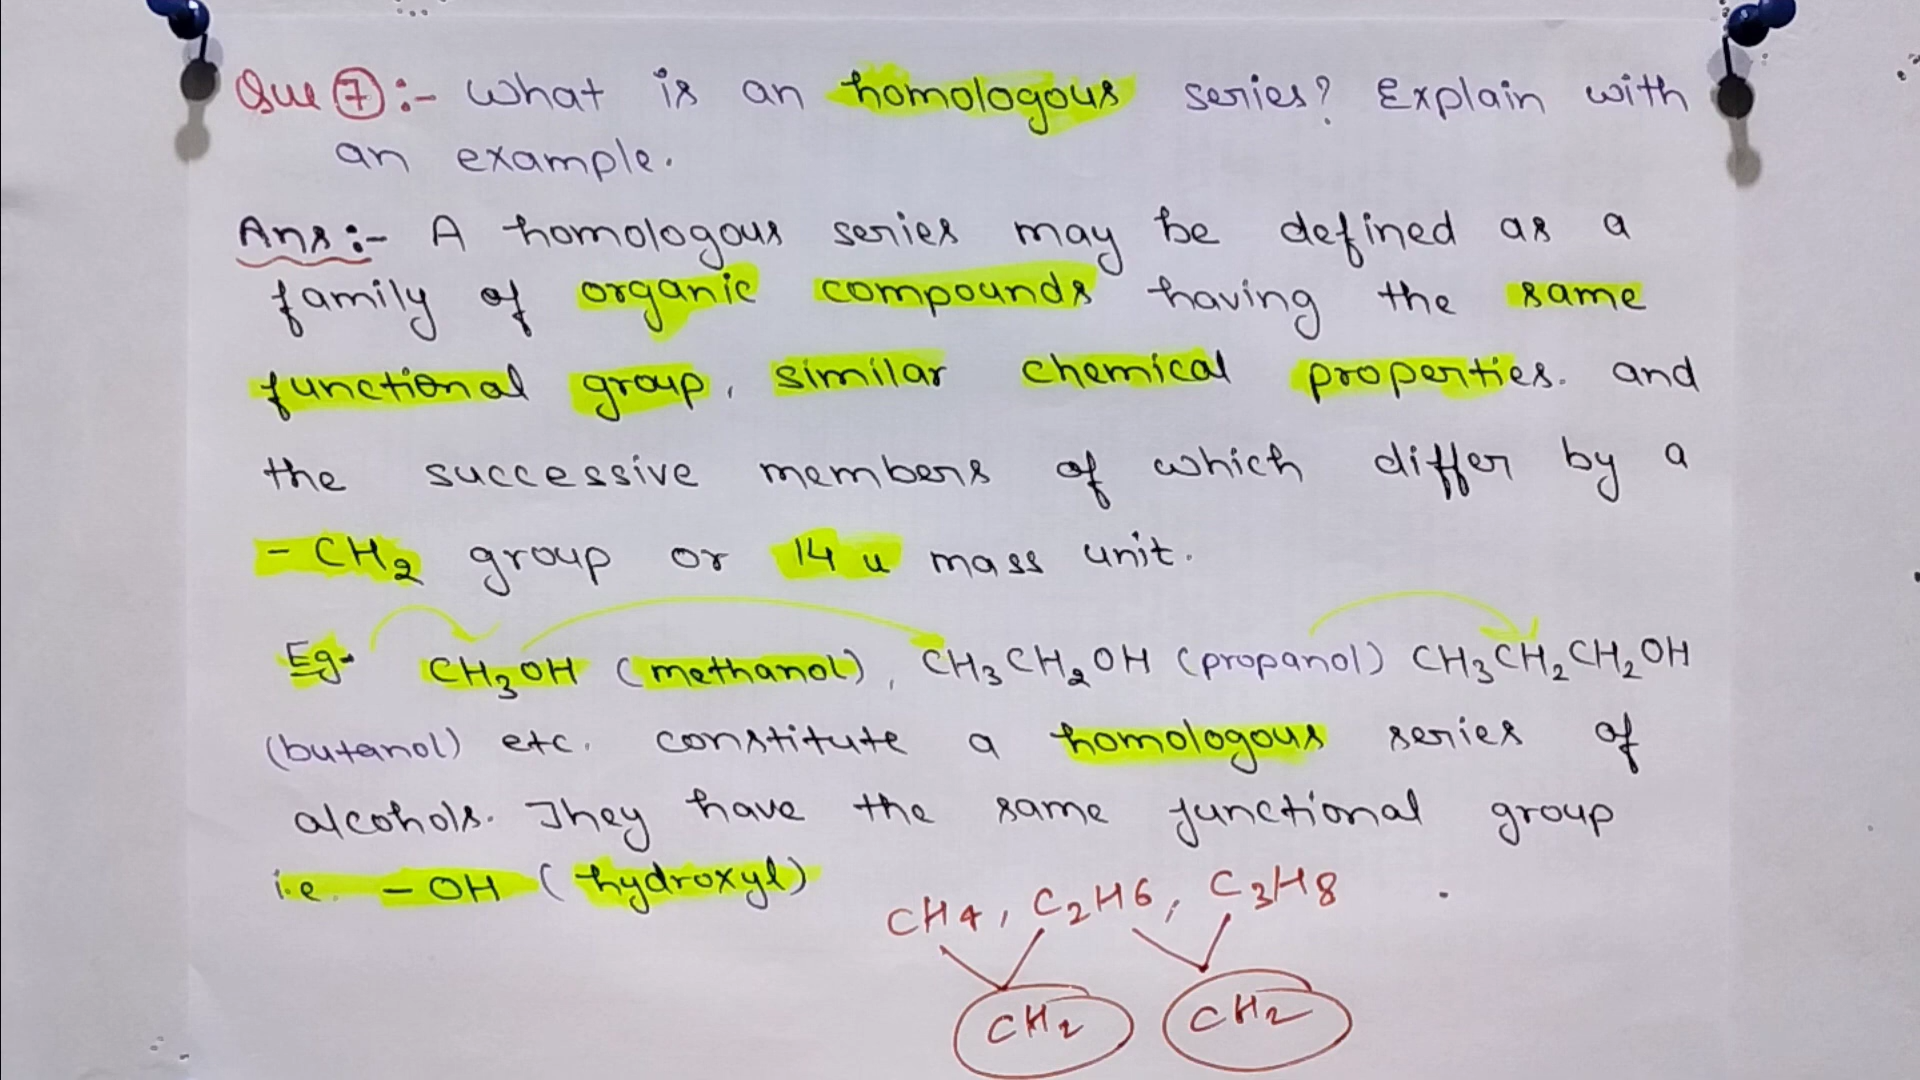 Que 7:- What is an homologous series? Explain with
an example.
Ans:- A homologous series may be defined as a
family of organic compounds having the same
functional group, similar chemical properties. and
the successive members of which differ by a
- CH₂ group or 14 u mass unit.
Eg- CH₃OH (methanol), CH₃CH₂OH (propanol) CH₃CH₂CH₂OH
(butanol) etc. constitute a homologous series of
alcohols. They have the same functional group
i.e. - OH (hydroxyl)
CH4, C₂H6, C₃H8
CH₂ CH₂